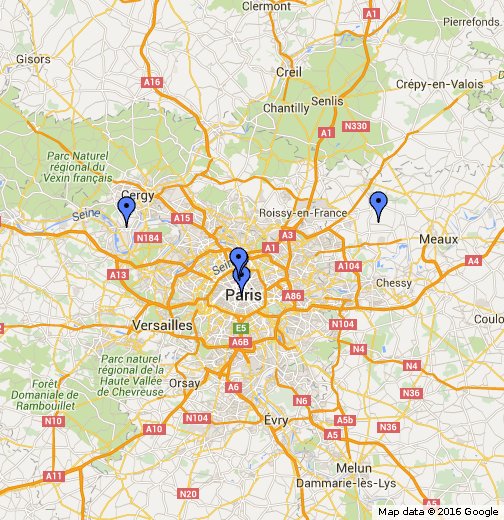 Clermont
A1
Pierrefonds
Gisors
Creil
A16
Crépy-en-Valois
Senlis
Chantilly
A1
N330
Parc Naturel
régional du
Vexin français
Cergy
Seine
A15
Roissy-en-France
N184
A3
Meaux
A1
Seine
A104
A4
A13
Chessy
Paris
A86
Versailles
N104
Coulo
E5
A6B
N4
Parc naturel
régional de la
Haute Vallée
de Chevreuse
N4
Orsay
Forêt
Domaniale de
Rambouillet
A6
N36
N6
N10
N104
Évry
A5b
A10
N36
A5
A11
Melun
N20
Dammarie-lès-Lys
Map data © 2016 Google